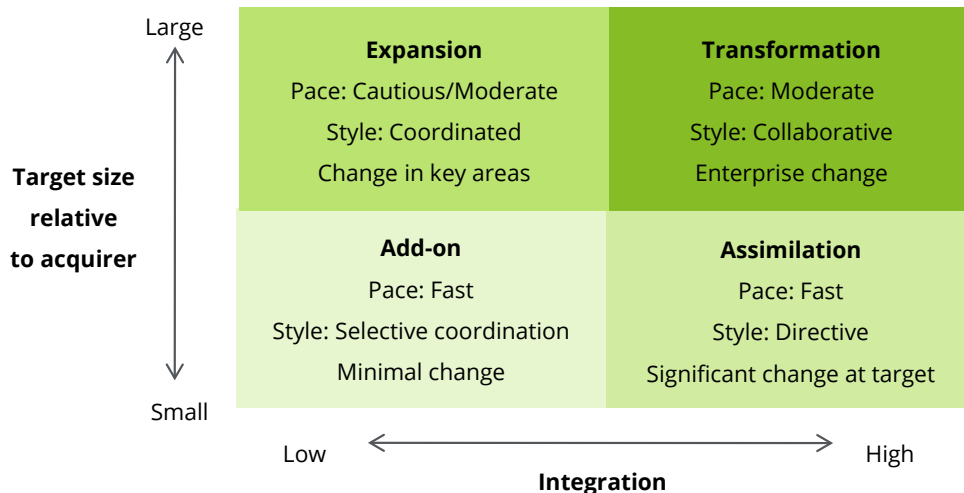 Large
Target size
relative
to acquirer
Small
Expansion
Pace: Cautious/Moderate
Style: Coordinated
Change in key areas
Transformation
Pace: Moderate
Style: Collaborative
Enterprise change
Add-on
Pace: Fast
Style: Selective coordination
Minimal change
Assimilation
Pace: Fast
Style: Directive
Significant change at target
Low
High
Integration